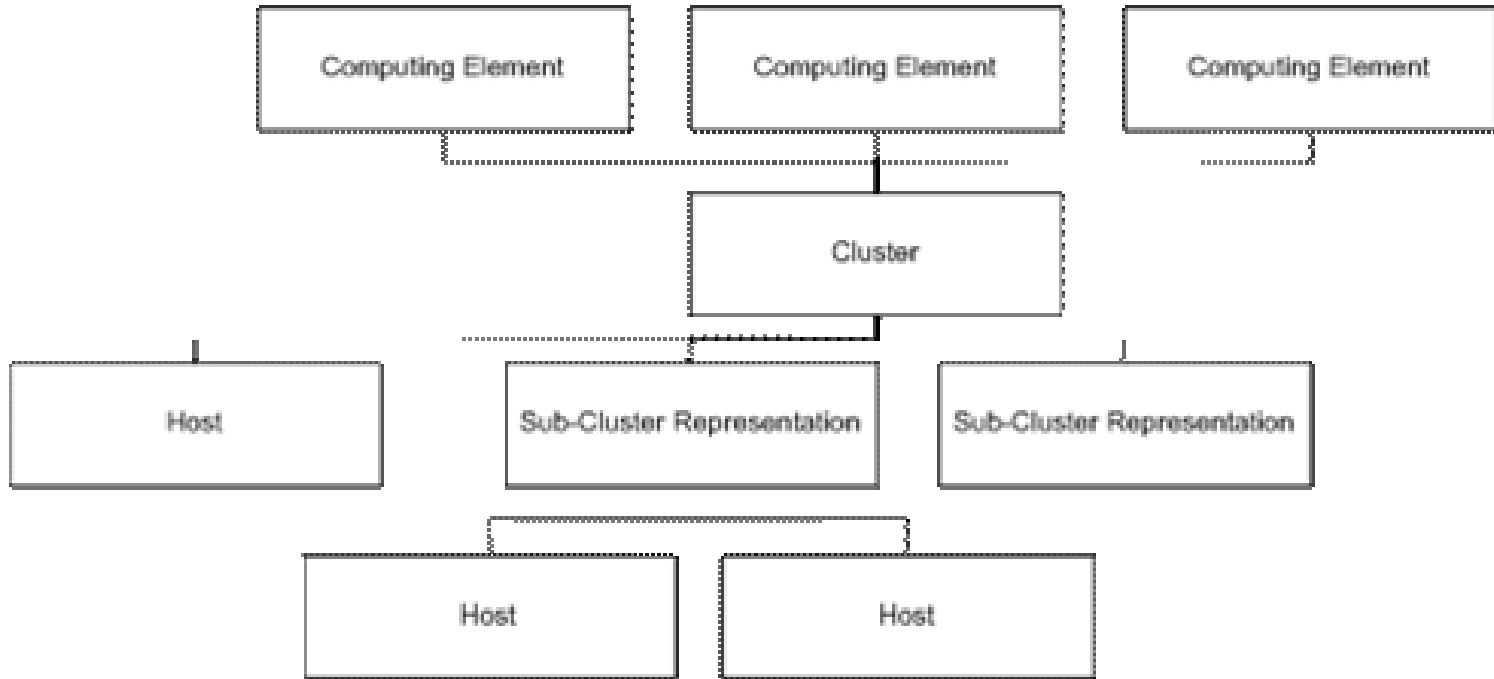 Computing Element
Computing Element
Computing Element
Cluster
Host
Sub-Cluster Representation
Sub-Cluster Representation
Host
Host